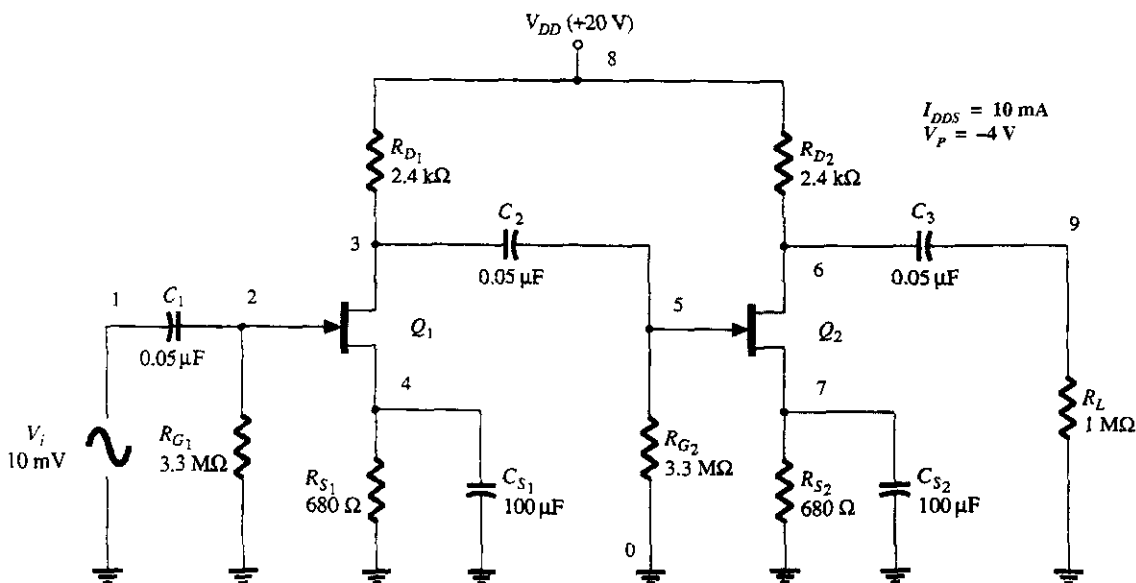 V_DD (+20 V)
8
I_DDS = 10 mA
V_P = –4 V
R_D1
2.4 kΩ
R_D2
2.4 kΩ
C_2
0.05 µF
C_3
0.05 µF
3
6
9
1
C_1
0.05 µF
2
Q_1
5
Q_2
4
7
V_i
10 mV
R_G1
3.3 MΩ
R_S1
680 Ω
C_S1
100 µF
R_G2
3.3 MΩ
R_S2
680 Ω
C_S2
100 µF
R_L
1 MΩ
0